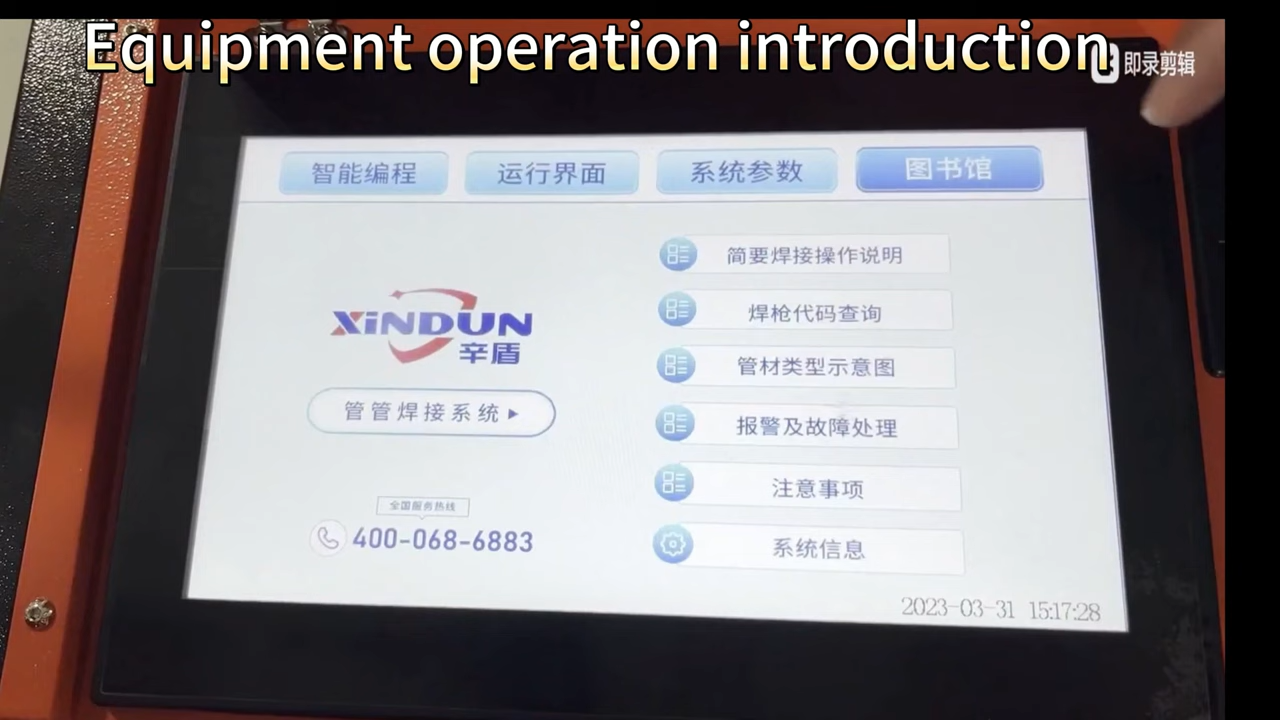 Equipment operation introduction
即录剪辑
智能编程 运行界面 系统参数 图书馆
XINDUN
辛盾
管管焊接系统
全国服务热线
400-068-6883
简要焊接操作说明
焊枪代码查询
管材类型示意图
报警及故障处理
注意事项
系统信息
2023-03-31 15:17:28